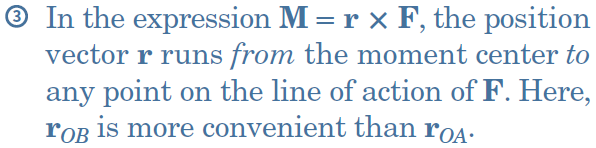 ③ In the expression M = r × F, the position
vector r runs from the moment center to
any point on the line of action of F. Here,
r_OB is more convenient than r_OA.